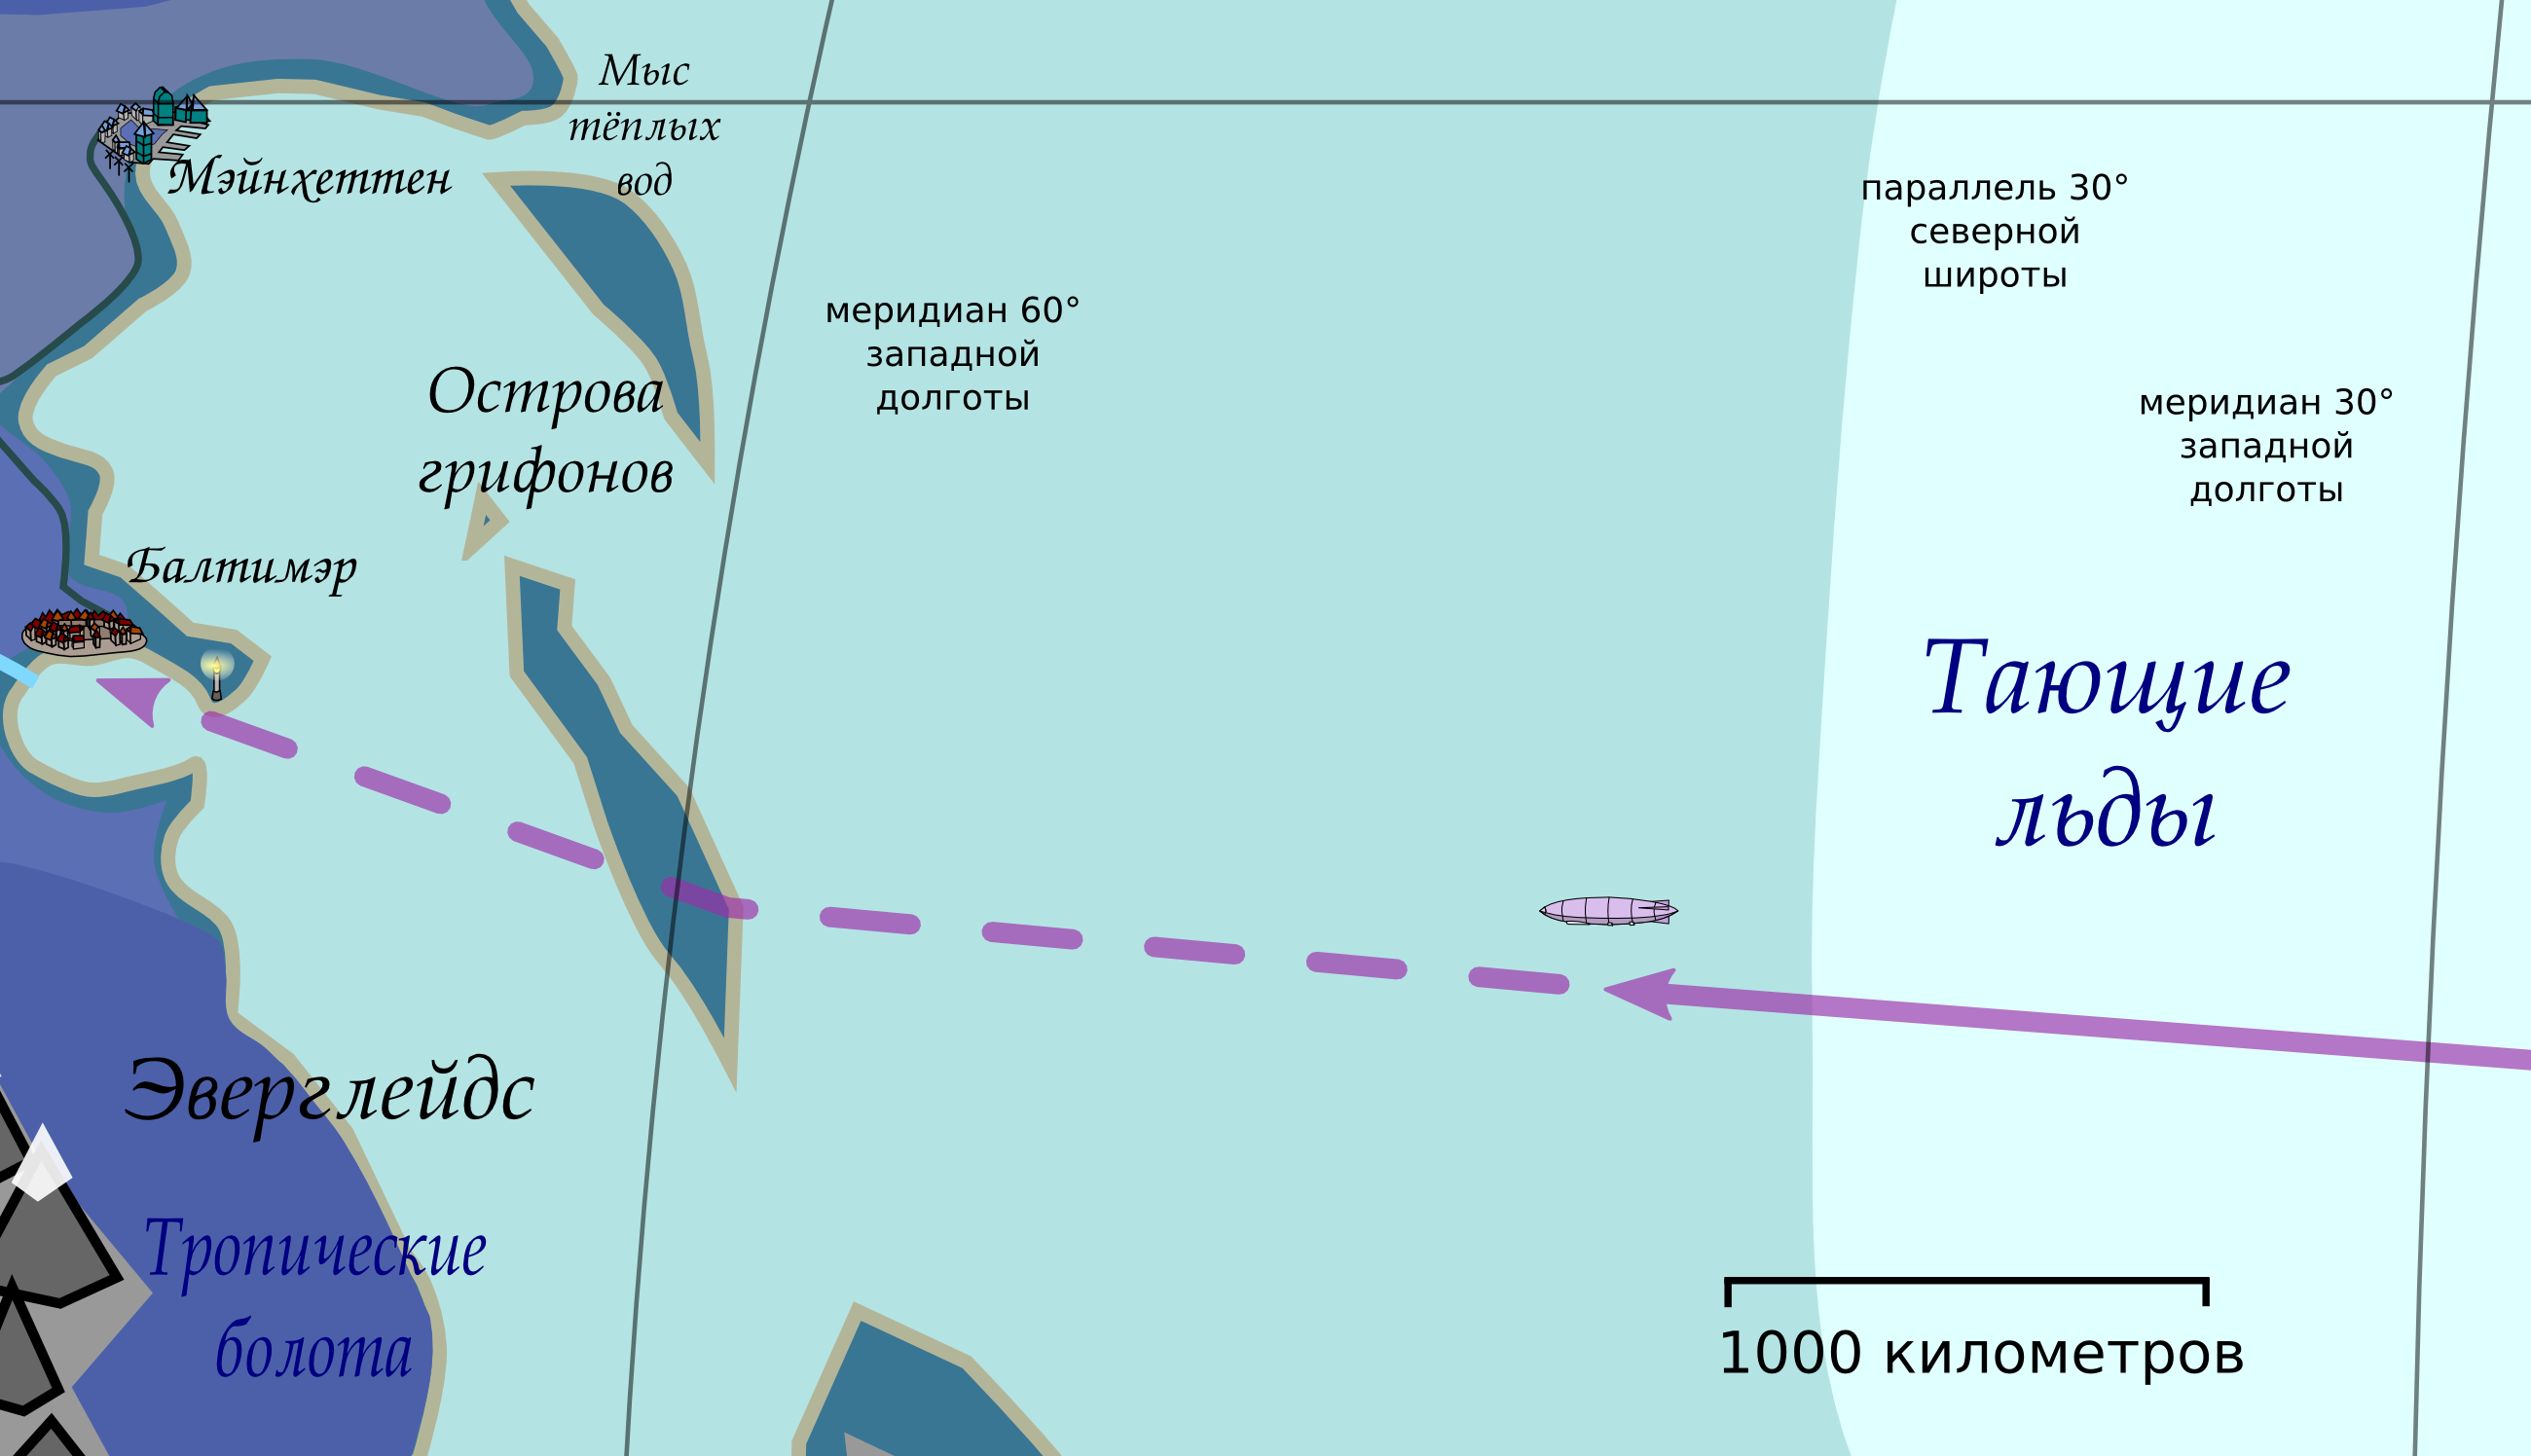 Мыс
тёплых
вод
Мэйнхеттен
параллель 30°
северной
широты
меридиан 60°
западной
долготы
Острова
грифонов
меридиан 30°
западной
долготы
Балтимэр
Тающие
льды
Эверглейдс
Тропические
болота
1000 километров